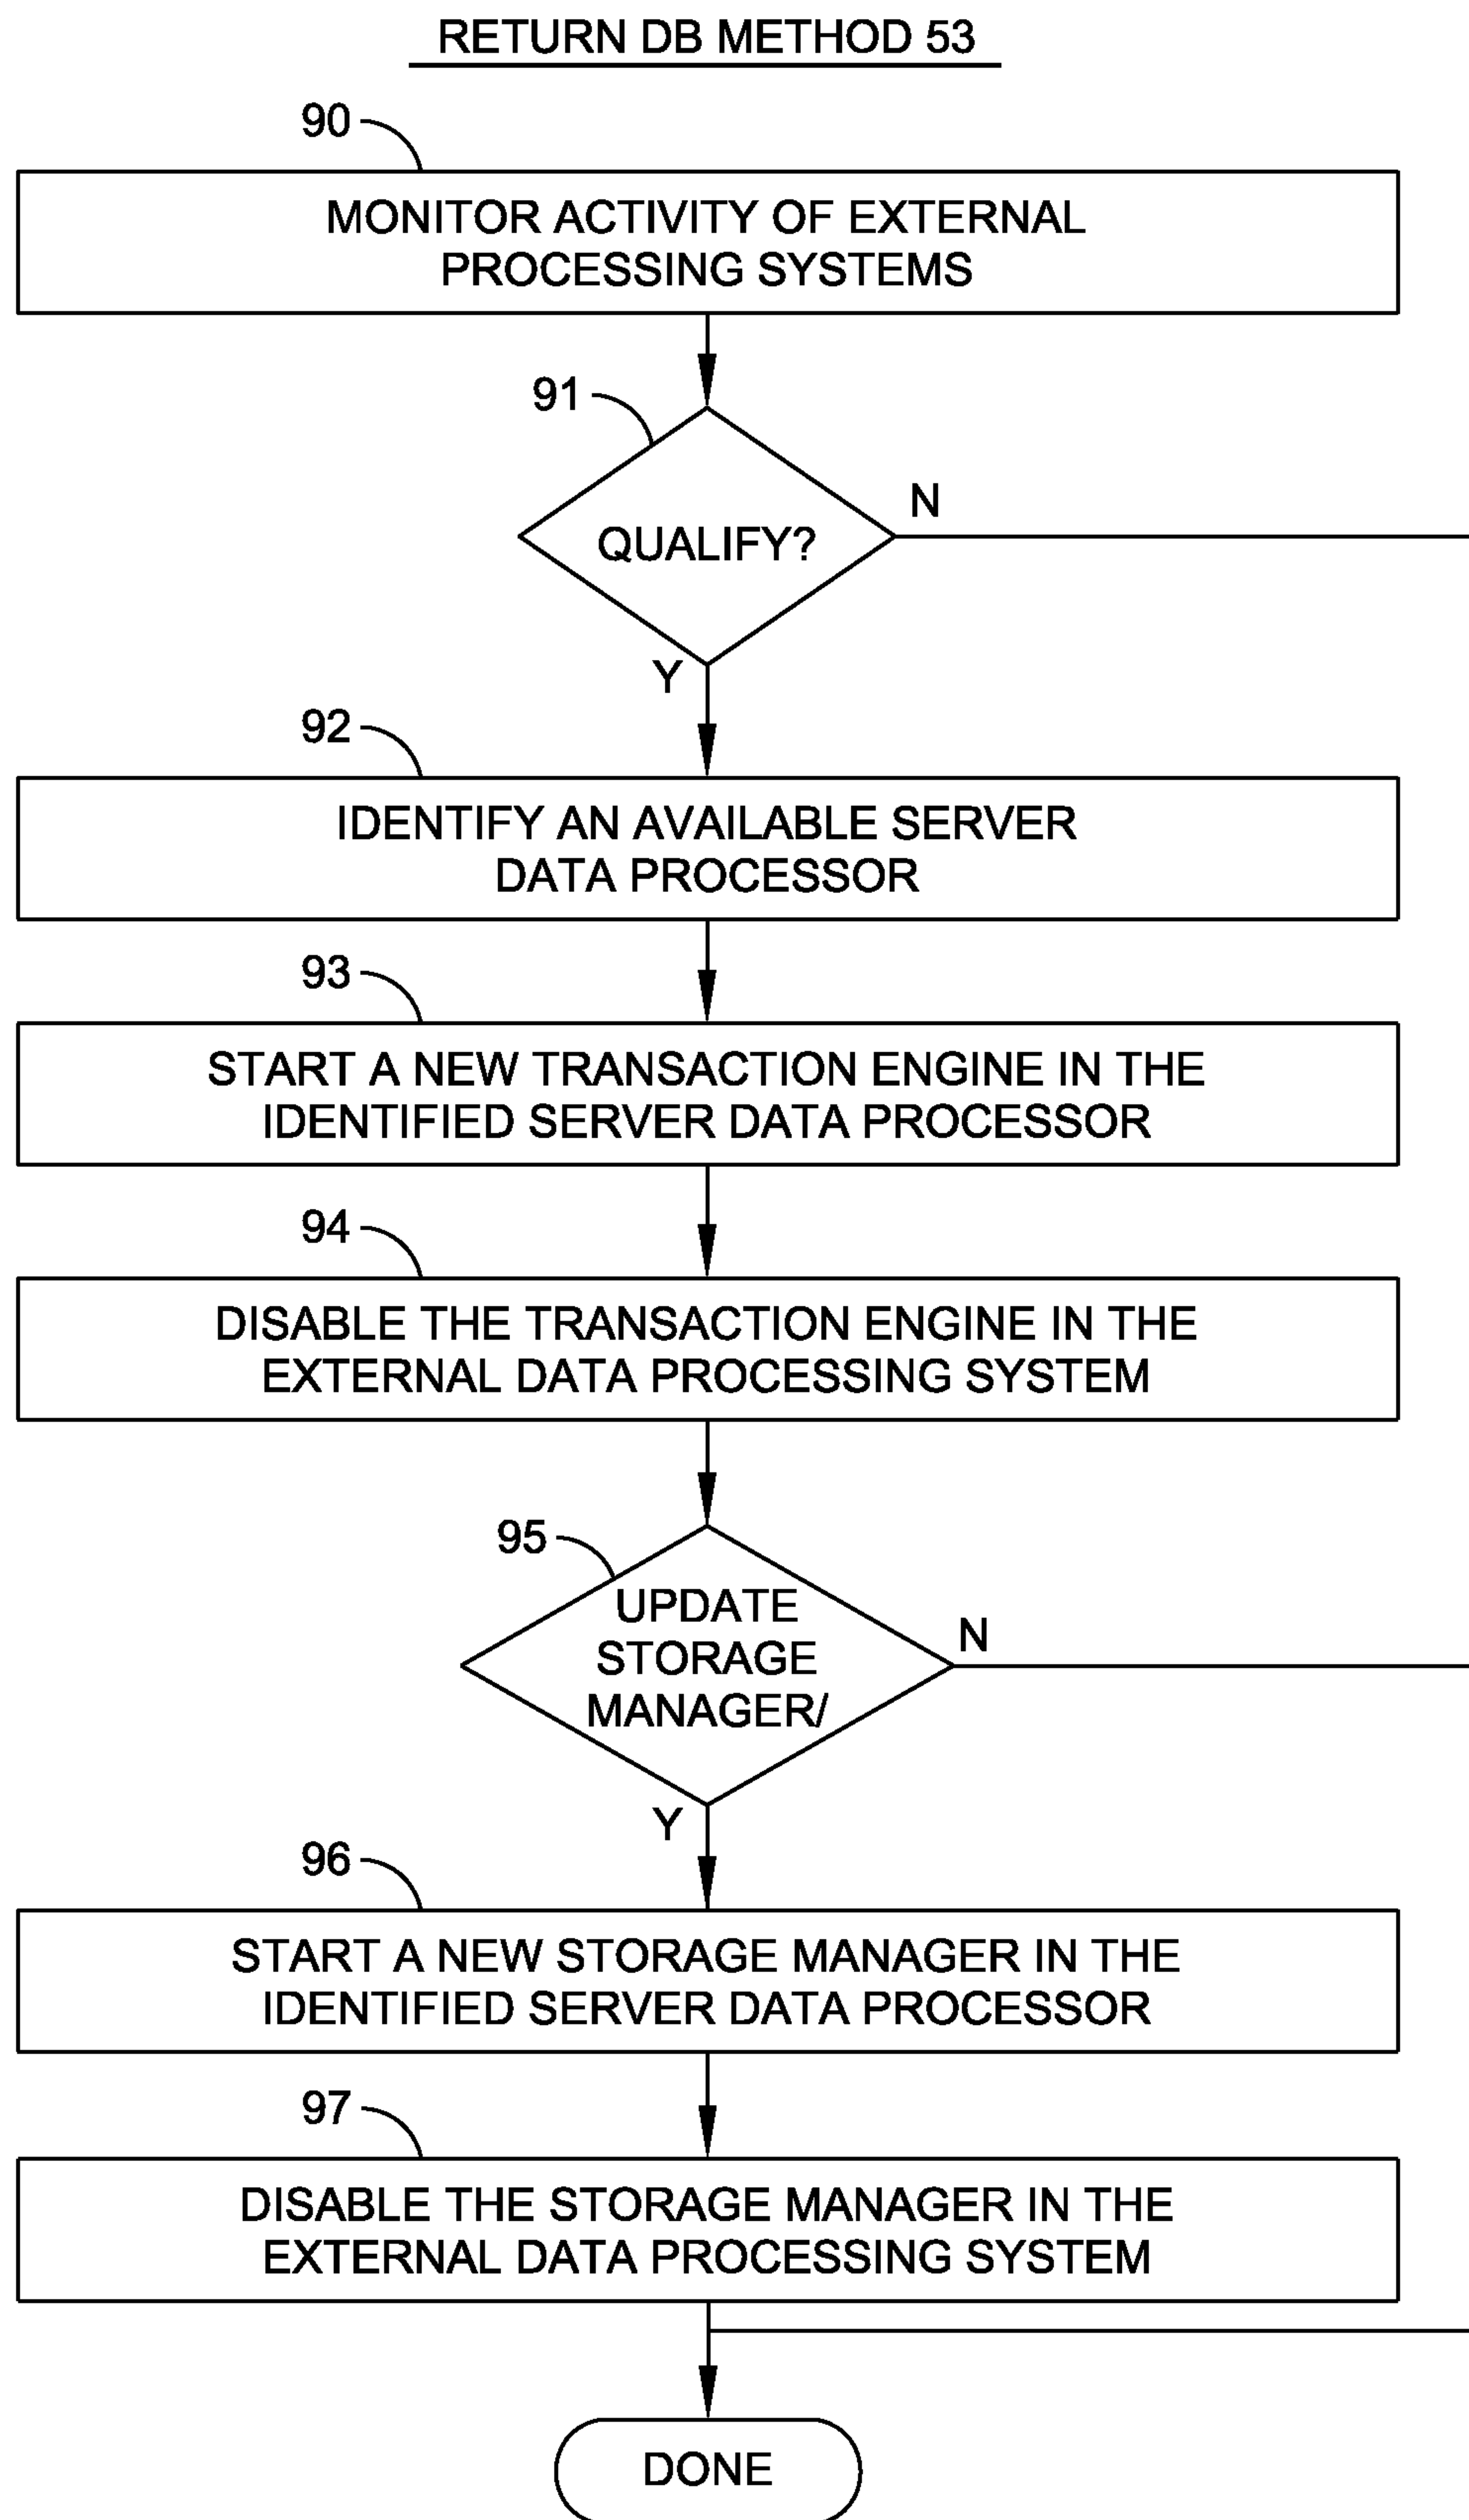 RETURN DB METHOD 53
90
MONITOR ACTIVITY OF EXTERNAL
PROCESSING SYSTEMS
91
N
QUALIFY?
Y
92
IDENTIFY AN AVAILABLE SERVER
DATA PROCESSOR
93
START A NEW TRANSACTION ENGINE IN THE
IDENTIFIED SERVER DATA PROCESSOR
94
DISABLE THE TRANSACTION ENGINE IN THE
EXTERNAL DATA PROCESSING SYSTEM
95
UPDATE
N
STORAGE
MANAGER/
Y
96
START A NEW STORAGE MANAGER IN THE
IDENTIFIED SERVER DATA PROCESSOR
97
DISABLE THE STORAGE MANAGER IN THE
EXTERNAL DATA PROCESSING SYSTEM
DONE